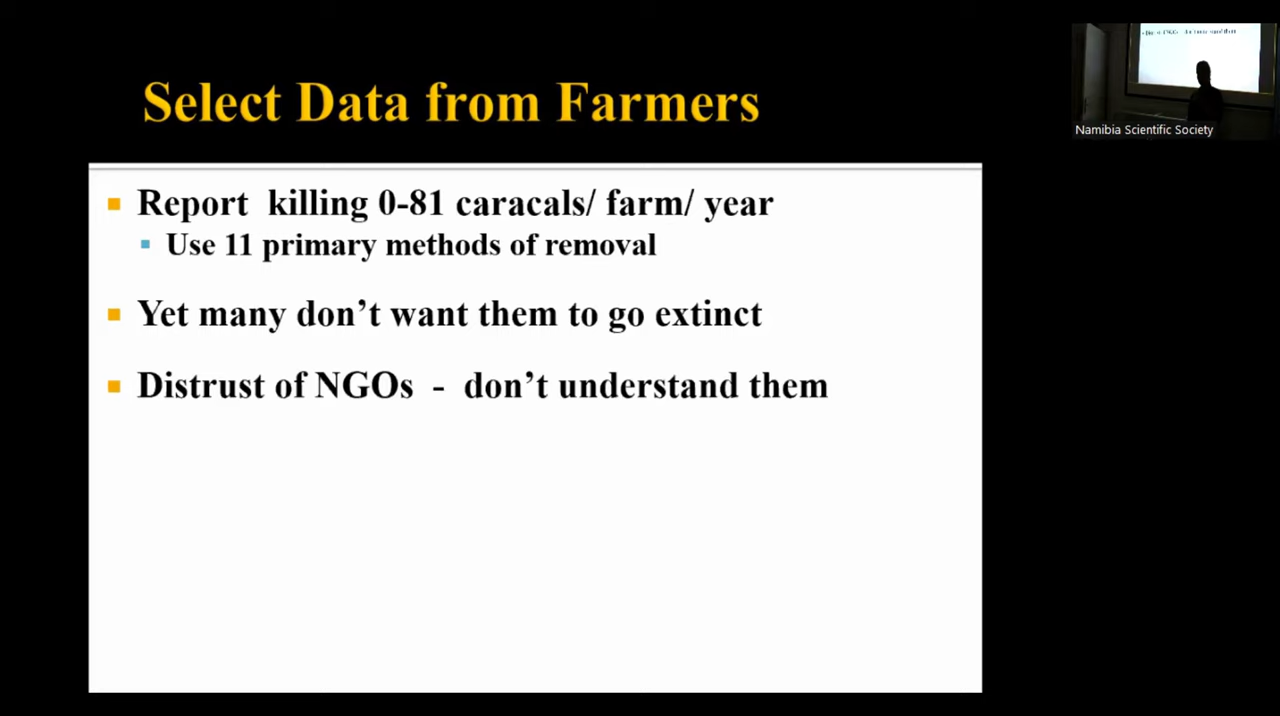 Select Data from Farmers
Report killing 0-81 caracals/ farm/ year
Use 11 primary methods of removal
Yet many don’t want them to go extinct
Distrust of NGOs - don’t understand them
Namibia Scientific Society